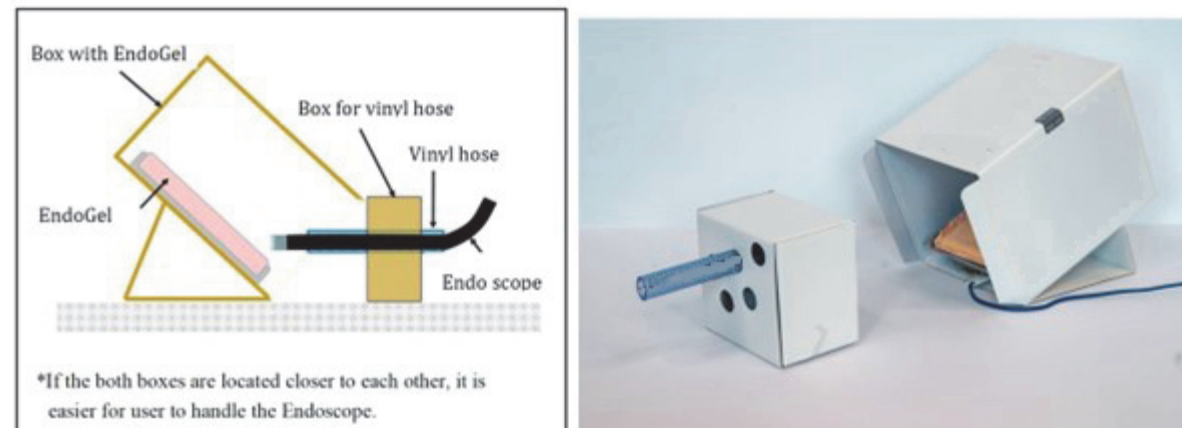 Box with EndoGel
Box for vinyl hose
Vinyl hose
EndoGel
Endo scope
*If the both boxes are located closer to each other, it is
easier for user to handle the Endoscope.